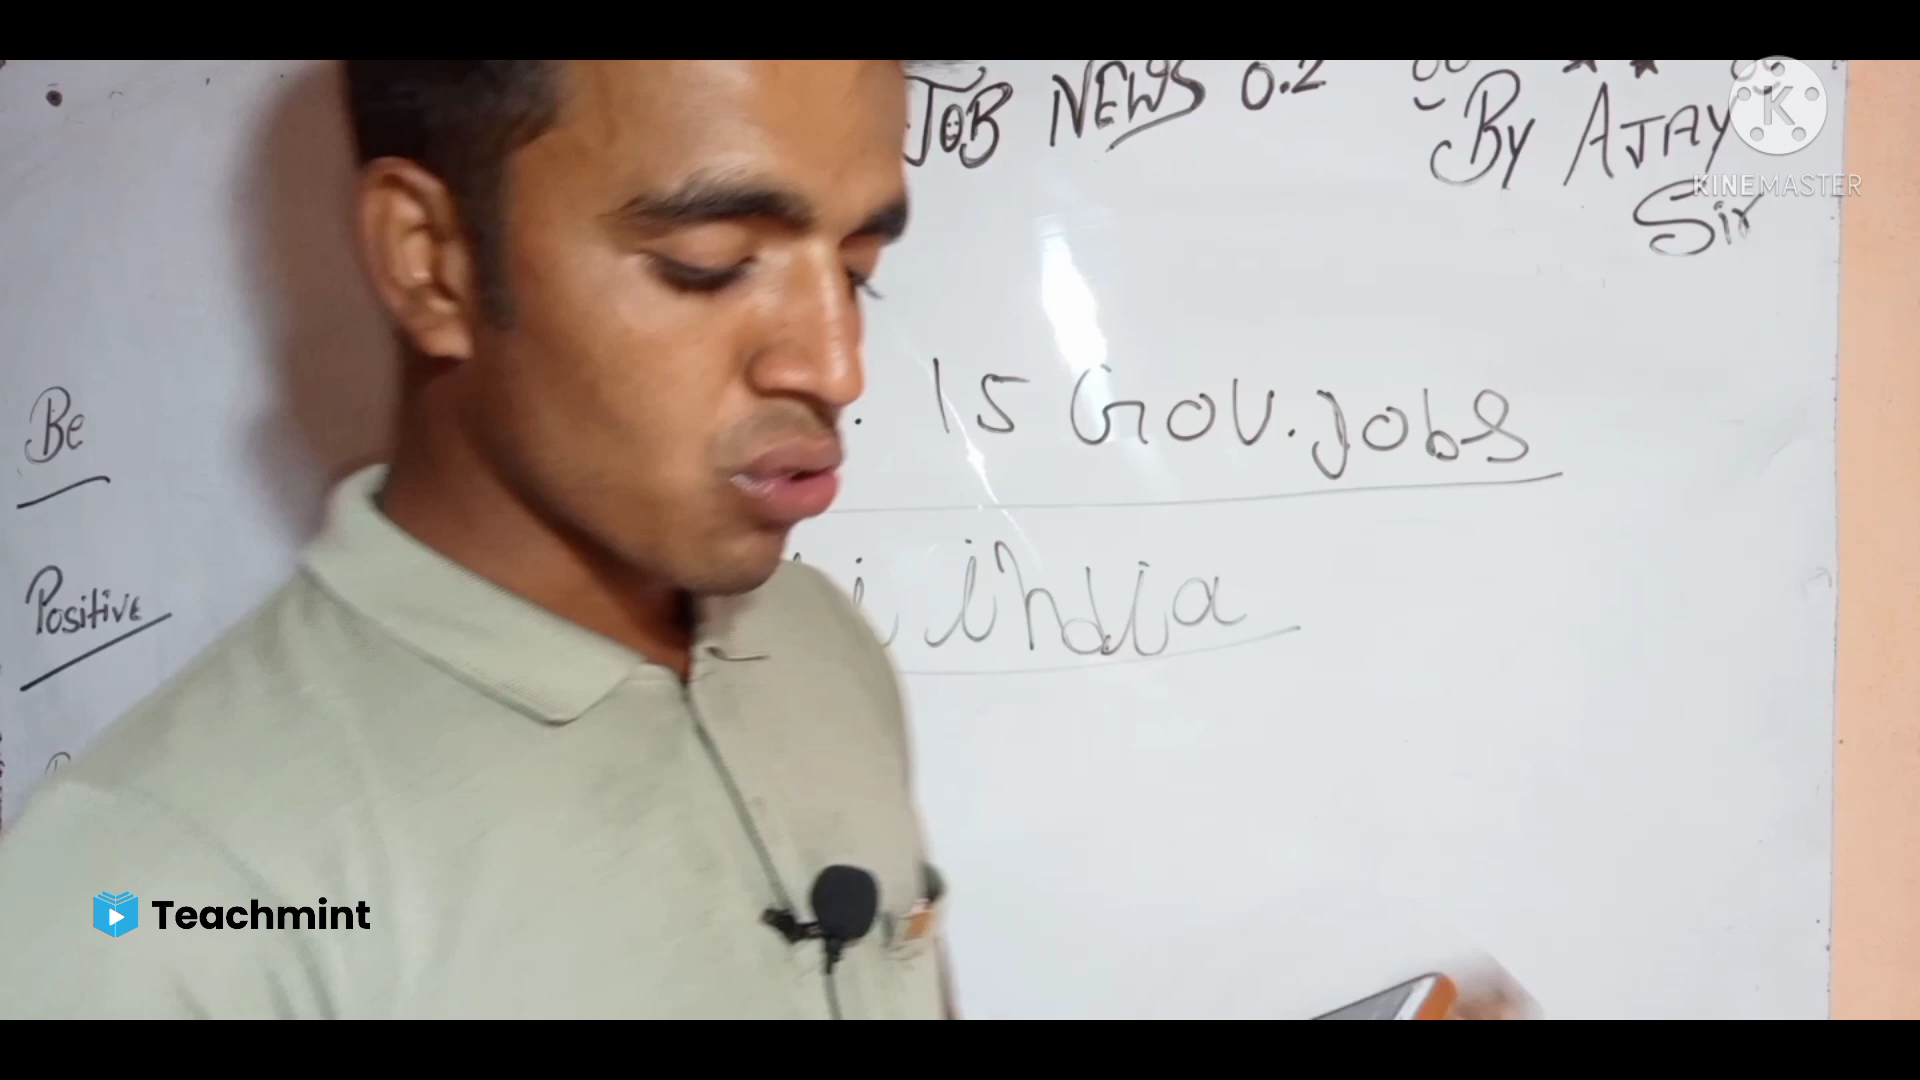 JOB NEWS 0.2
By AJAY
Sir
KINEMASTER
15 Gov. jobs
Be
india
Positive
Teachmint